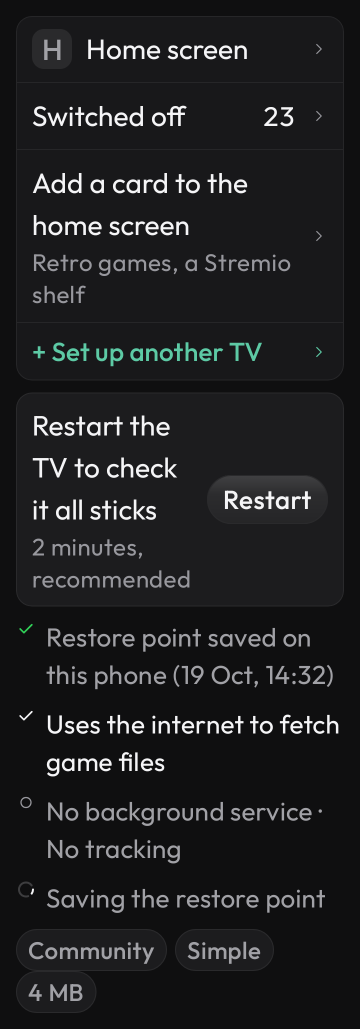 H Home screen
Switched off 23
Add a card to the
home screen
Retro games, a Stremio
shelf
+ Set up another TV
Restart the
TV to check
it all sticks
Restart
2 minutes,
recommended
Restore point saved on
this phone (19 Oct, 14:32)
Uses the internet to fetch
game files
No background service ·
No tracking
Saving the restore point
Community Simple
4 MB